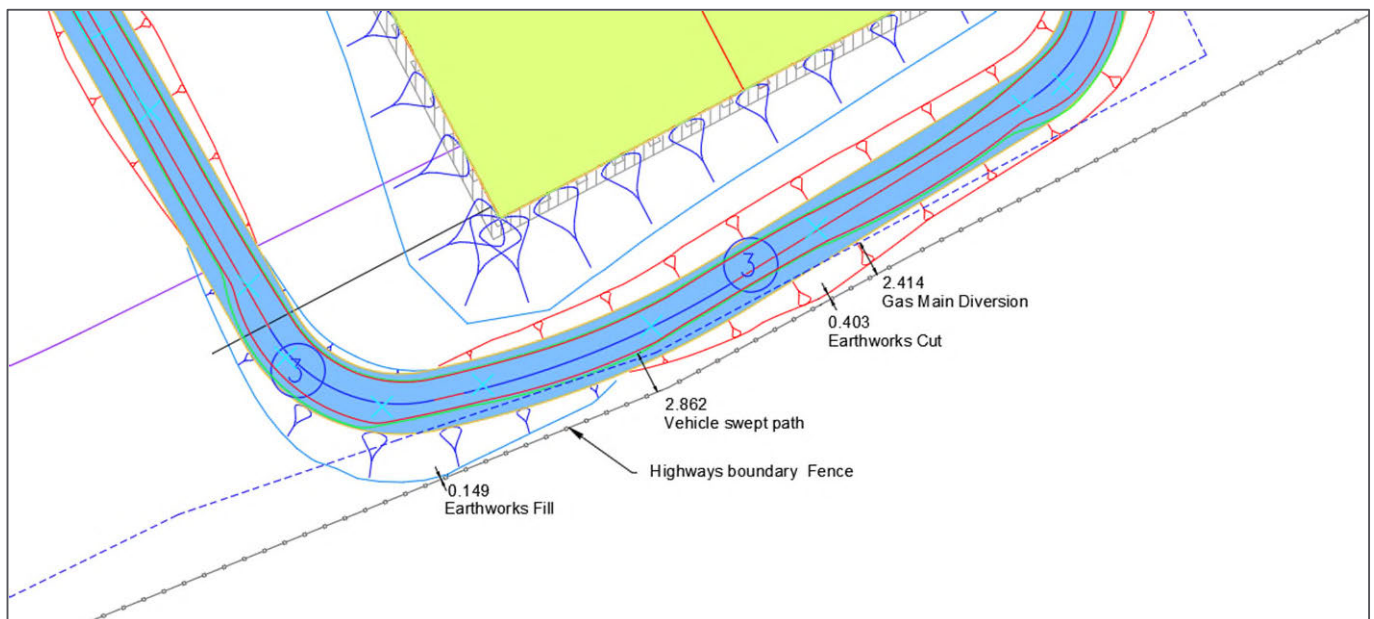 3
2.414
Gas Main Diversion
0.403
Earthworks Cut
3
2.862
Vehicle swept path
Highways boundary Fence
0.149
Earthworks Fill